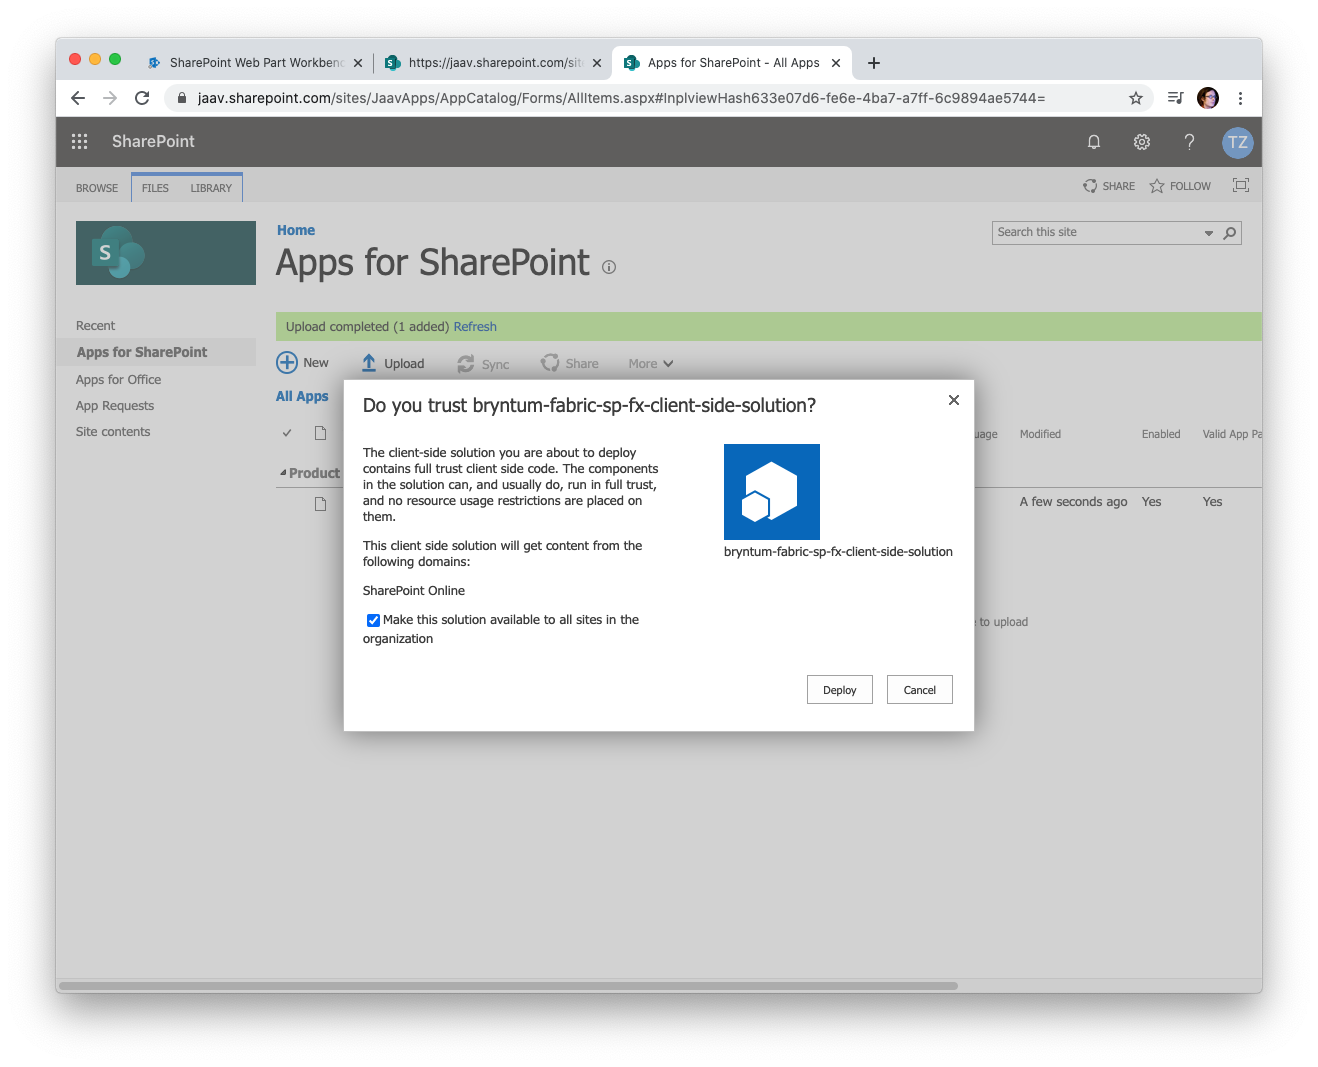 SharePoint Web Part Workbenc
https://jaav.sharepoint.com/sit
Apps for SharePoint - All Apps
jaav.sharepoint.com/sites/JaavApps/AppCatalog/Forms/AllItems.aspx#InplviewHash633e07d6-fe6e-4ba7-a7ff-6c9894ae5744=
SharePoint
TZ
BROWSE FILES LIBRARY
SHARE FOLLOW
S
Home
Search this site
Apps for SharePoint
Recent
Apps for SharePoint
Apps for Office
App Requests
Site contents
Upload completed (1 added) Refresh
New Upload Sync Share More
All Apps
uage Modified Enabled Valid App Pa
Product
A few seconds ago Yes Yes
to upload
Do you trust bryntum-fabric-sp-fx-client-side-solution?
The client-side solution you are about to deploy
contains full trust client side code. The components
in the solution can, and usually do, run in full trust,
and no resource usage restrictions are placed on
them.
This client side solution will get content from the
following domains:
SharePoint Online
Make this solution available to all sites in the
organization
bryntum-fabric-sp-fx-client-side-solution
Deploy Cancel